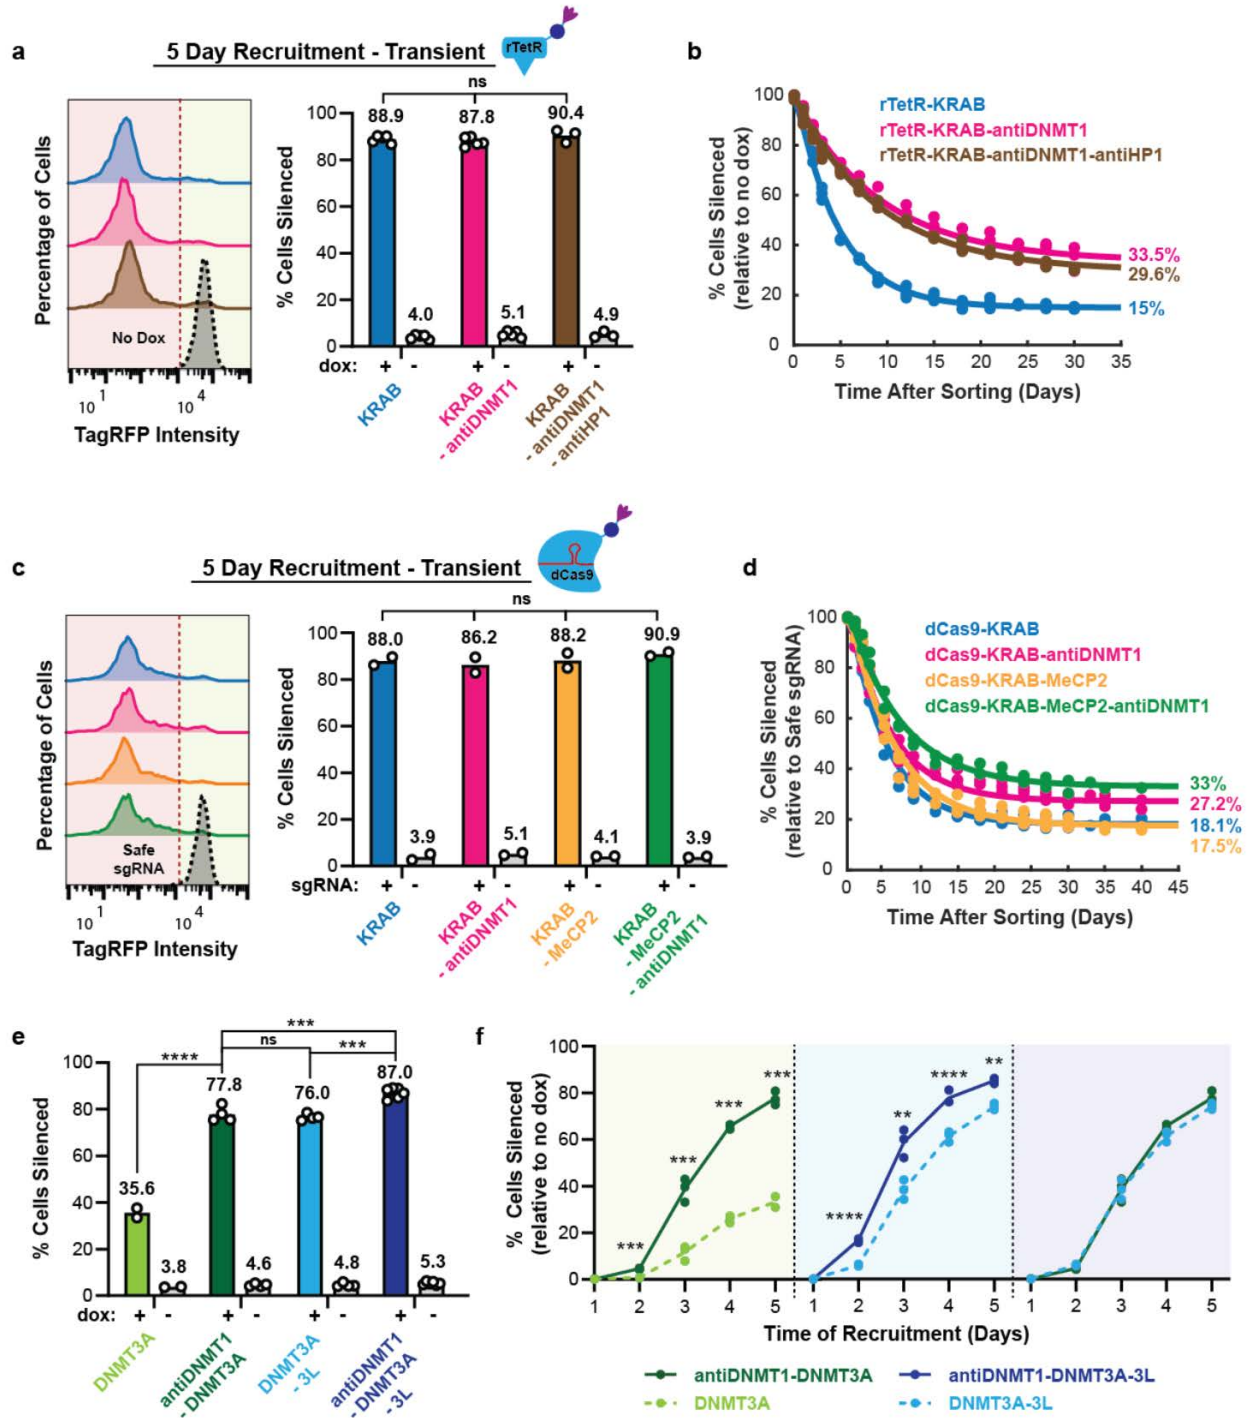 a
5 Day Recruitment - Transient
rTetR
ns
Percentage of Cells
No Dox
10 1
10 4
TagRFP Intensity
% Cells Silenced
100
80
60
40
20
0
88.9
4.0
87.8
5.1
90.4
4.9
dox: + - + - + -
KRAB
KRAB
- antiDNMT1
KRAB
- antiDNMT1
- antiHP1
b
% Cells Silenced
(relative to no dox)
100
80
60
40
20
0
rTetR-KRAB
rTetR-KRAB-antiDNMT1
rTetR-KRAB-antiDNMT1-antiHP1
33.5%
29.6%
15%
0 5 10 15 20 25 30 35
Time After Sorting (Days)
c
5 Day Recruitment - Transient
dCas9
ns
Percentage of Cells
Safe
sgRNA
10 1
10 4
TagRFP Intensity
% Cells Silenced
100
80
60
40
20
0
88.0
3.9
86.2
5.1
88.2
4.1
90.9
3.9
sgRNA: + - + - + - + -
KRAB
KRAB
- antiDNMT1
KRAB
- MeCP2
KRAB
- MeCP2
- antiDNMT1
d
% Cells Silenced
(relative to Safe sgRNA)
100
80
60
40
20
0
dCas9-KRAB
dCas9-KRAB-antiDNMT1
dCas9-KRAB-MeCP2
dCas9-KRAB-MeCP2-antiDNMT1
33%
27.2%
18.1%
17.5%
0 5 10 15 20 25 30 35 40 45
Time After Sorting (Days)
e
% Cells Silenced
100
80
60
40
20
0
***
ns
****
***
35.6
3.8
77.8
4.6
76.0
4.8
87.0
5.3
dox: + - + - + - + -
DNMT3A
antiDNMT1
- DNMT3A
DNMT3A
- 3L
antiDNMT1
- DNMT3A
- 3L
f
% Cells Silenced
(relative to no dox)
100
80
60
40
20
0
***
***
***
***
****
**
****
**
1 2 3 4 5 1 2 3 4 5 1 2 3 4 5
Time of Recruitment (Days)
antiDNMT1-DNMT3A
antiDNMT1-DNMT3A-3L
DNMT3A
DNMT3A-3L